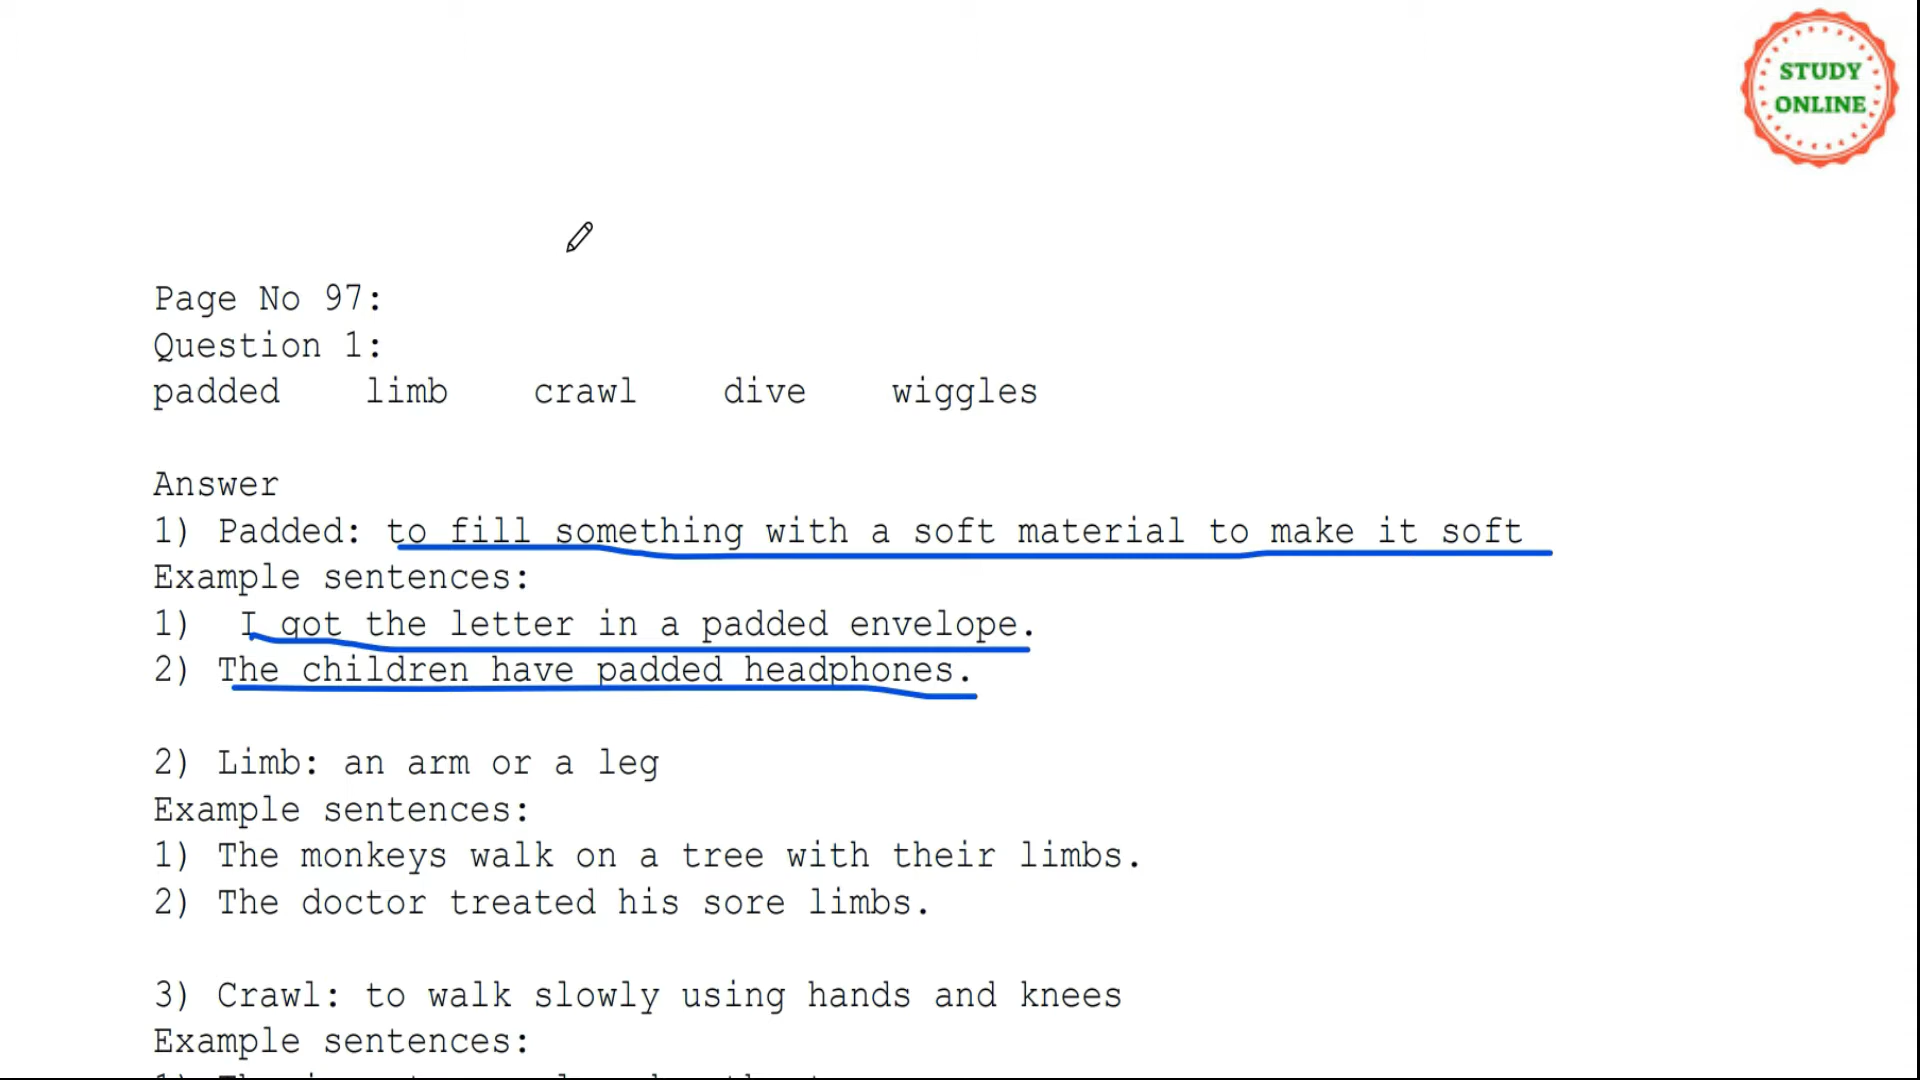 STUDY
ONLINE
Page No 97:
Question 1:
padded limb crawl dive wiggles
Answer
1) Padded: to fill something with a soft material to make it soft
Example sentences:
1) I got the letter in a padded envelope.
2) The children have padded headphones.
2) Limb: an arm or a leg
Example sentences:
1) The monkeys walk on a tree with their limbs.
2) The doctor treated his sore limbs.
3) Crawl: to walk slowly using hands and knees
Example sentences: